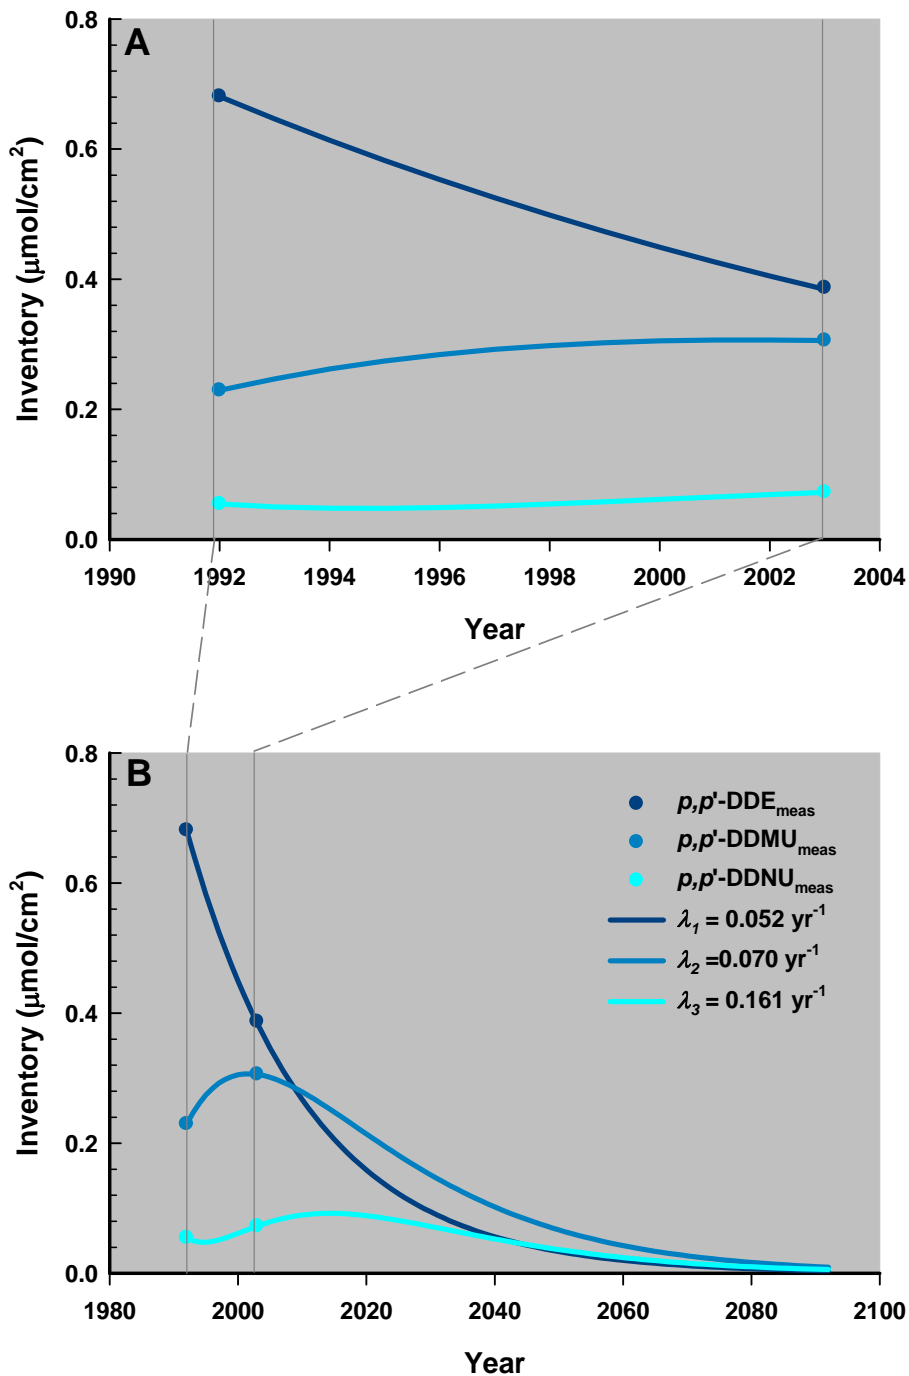 A
0.8
0.6
0.4
0.2
0.0
Inventory (μmol/cm²)
1990 1992 1994 1996 1998 2000 2002 2004
Year
B
0.8
0.6
0.4
0.2
0.0
Inventory (μmol/cm²)
p,p'-DDE_meas
p,p'-DDMU_meas
p,p'-DDNU_meas
λ₁ = 0.052 yr⁻¹
λ₂ =0.070 yr⁻¹
λ₃ = 0.161 yr⁻¹
1980 2000 2020 2040 2060 2080 2100
Year